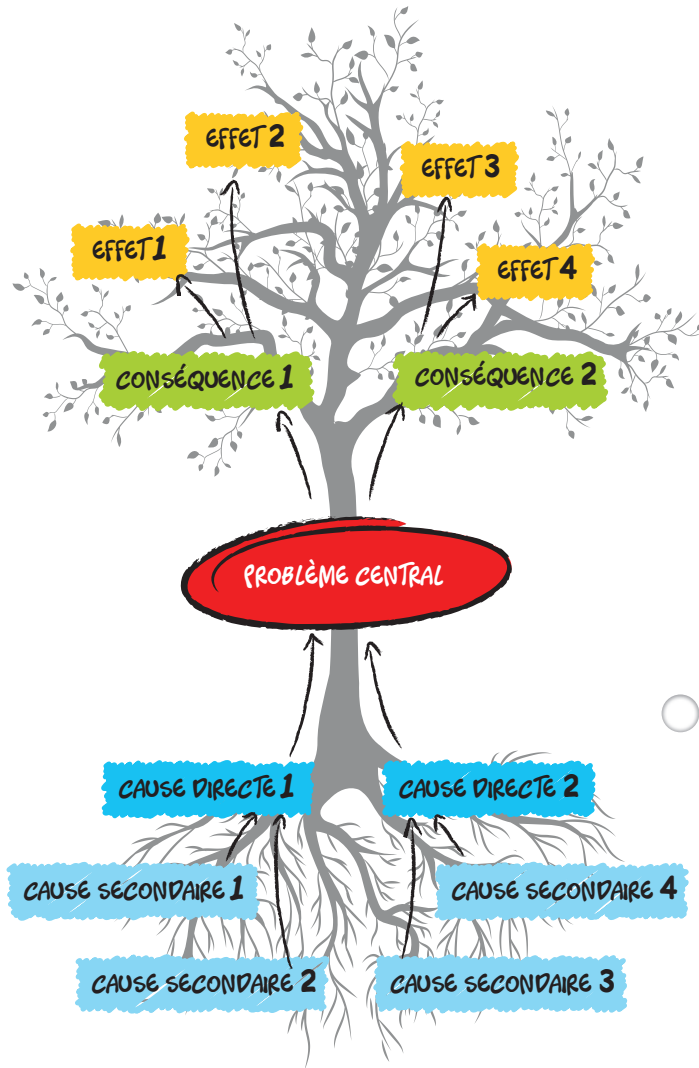 EFFET 2
EFFET 3
EFFET 1
EFFET 4
CONSÉQUENCE 1
CONSÉQUENCE 2
PROBLÈME CENTRAL
CAUSE DIRECTE 1
CAUSE DIRECTE 2
CAUSE SECONDAIRE 1
CAUSE SECONDAIRE 4
CAUSE SECONDAIRE 2
CAUSE SECONDAIRE 3